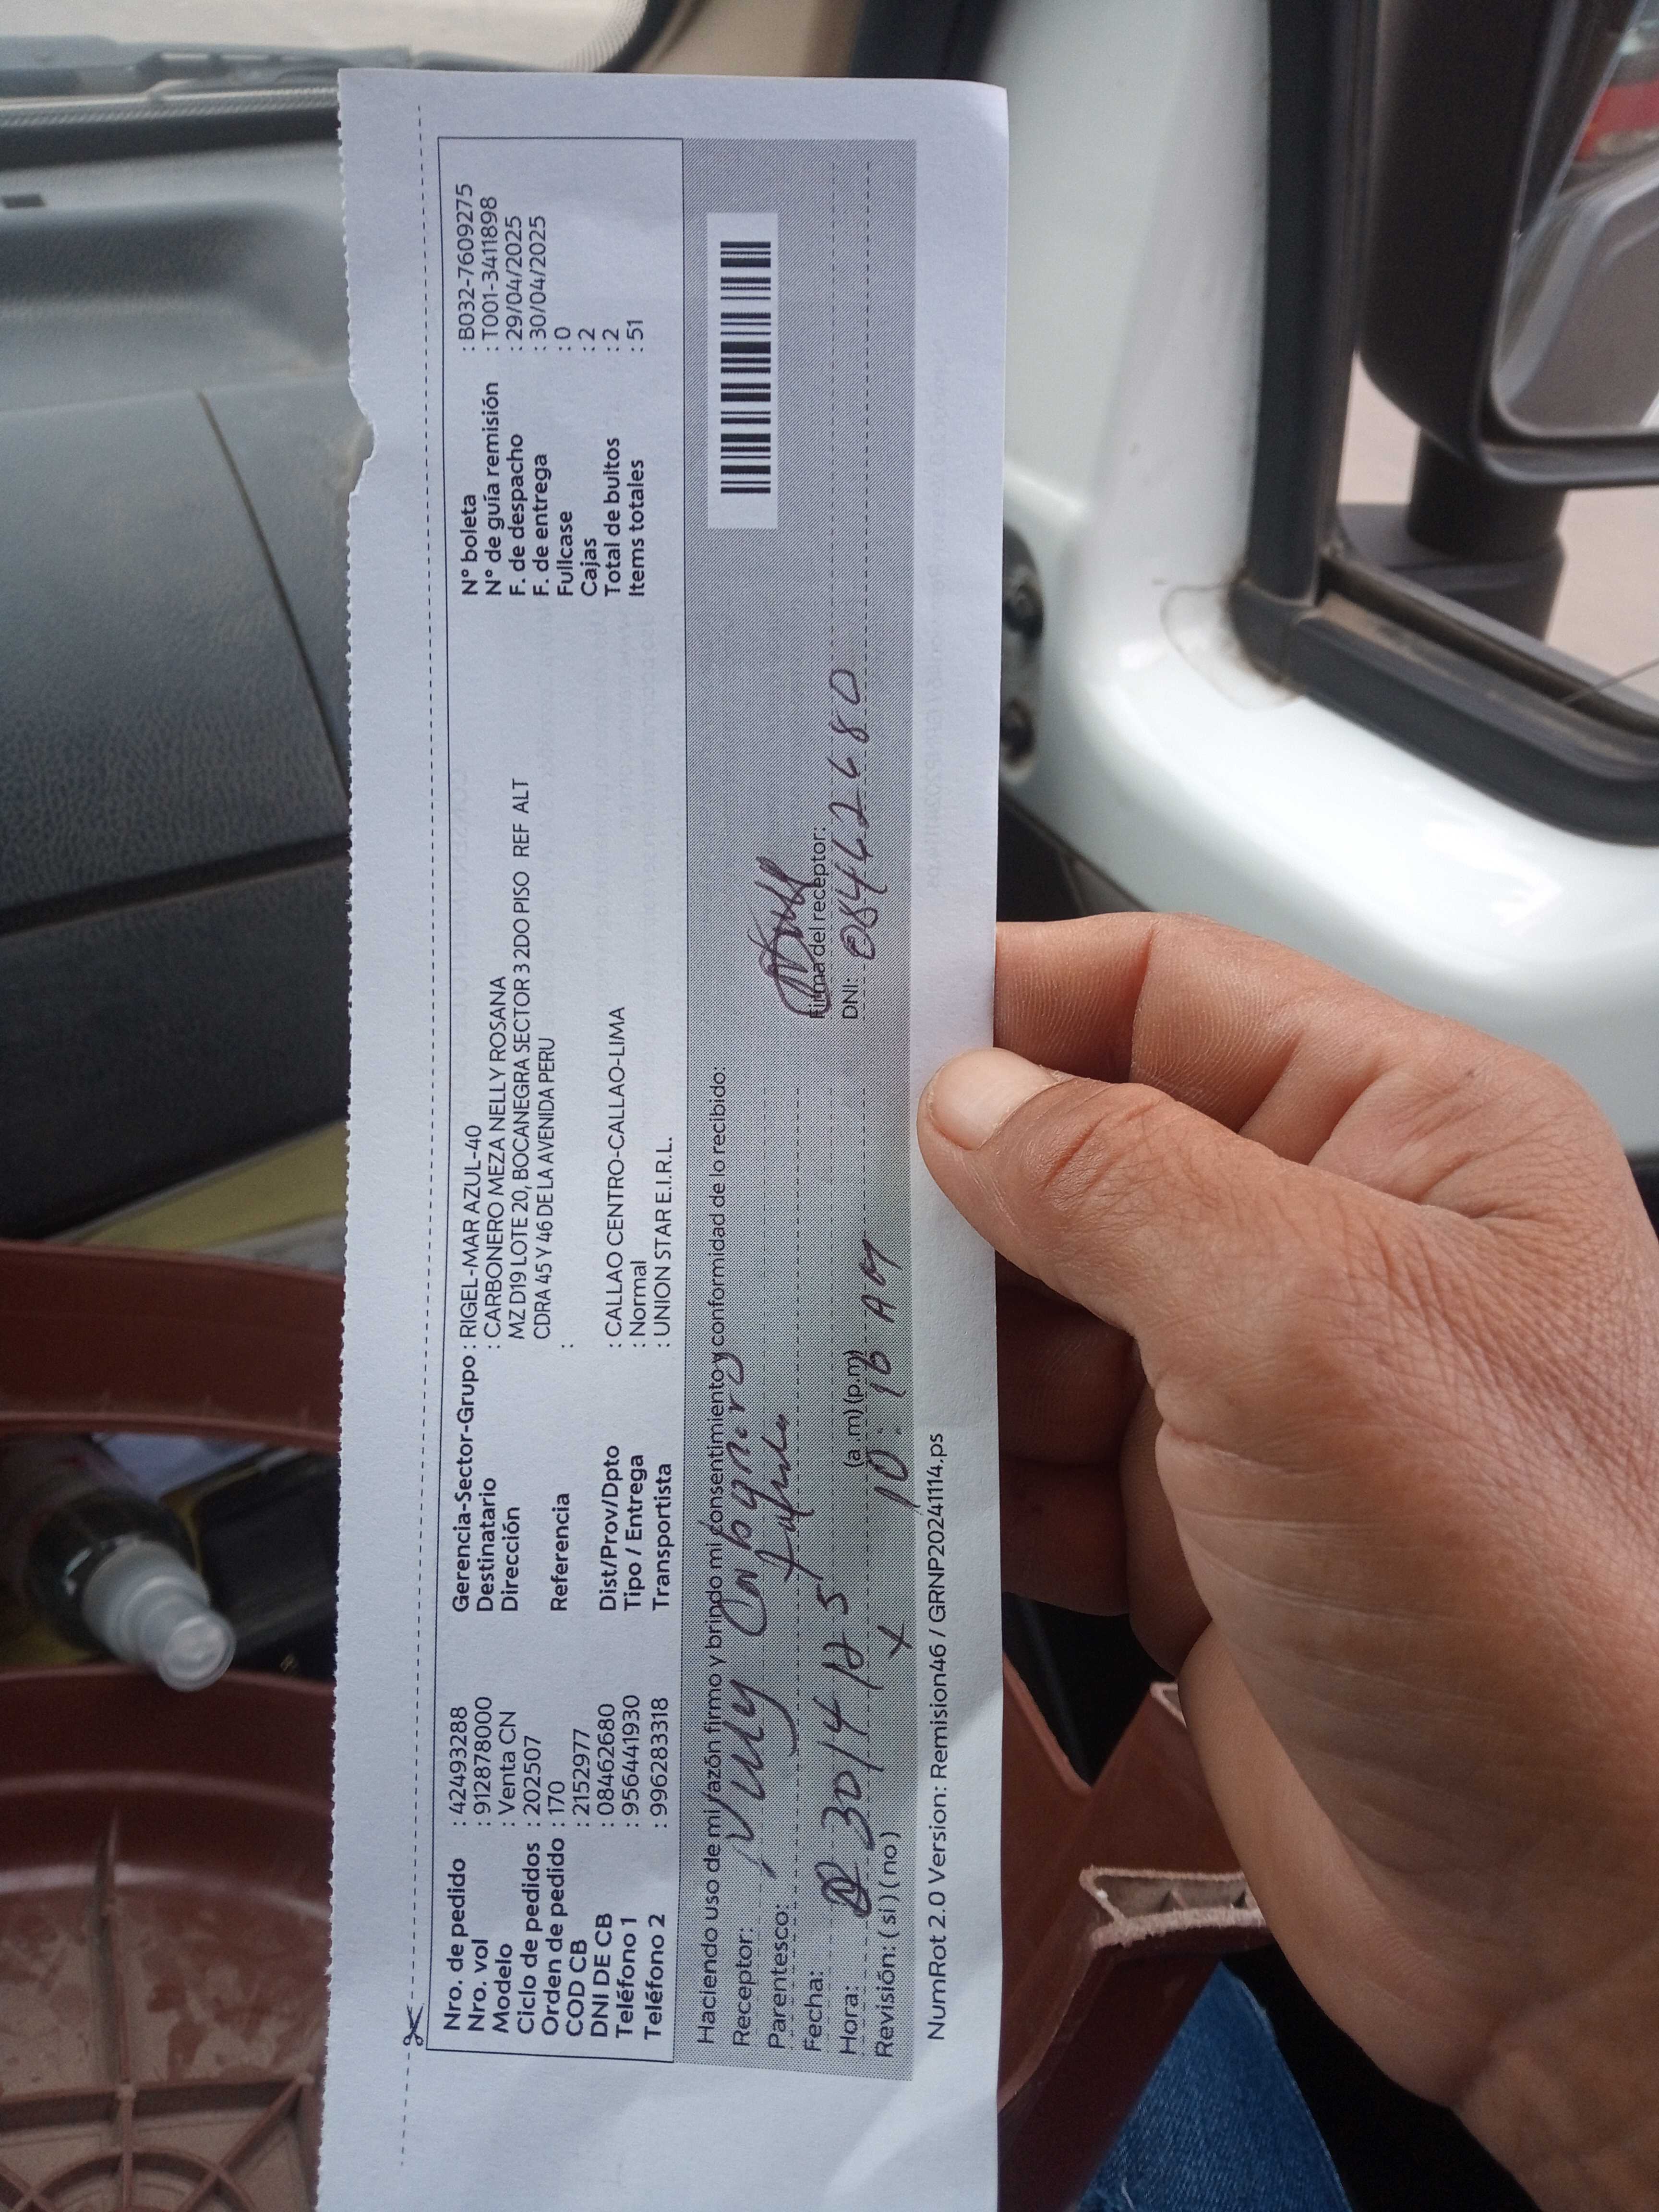 Nro. de pedido : 42493288
Nro. vol : 912878000
Modelo : Venta CN
Ciclo de pedidos : 202507
Orden de pedido : 170
COD CB : 2152977
DNI DE CB : 08462680
Teléfono 1 : 956441930
Teléfono 2 : 996283318
Gerencia-Sector-Grupo : RIGEL-MAR AZUL-40
Destinatario : CARBONERO MEZA NELLY ROSANA
Dirección MZ D19 LOTE 20, BOCANEGRA SECTOR 3 2DO PISO REF ALT
CDRA 45 Y 46 DE LA AVENIDA PERU
Referencia :
Dist/Prov/Dpto : CALLAO CENTRO-CALLAO-LIMA
Tipo / Entrega : Normal
Transportista : UNION STAR E.I.R.L.
N° boleta : B032-7609275
N° de guía remisión : T001-3411898
F. de despacho : 29/04/2025
F. de entrega : 30/04/2025
Fullcase : 0
Cajas : 2
Total de bultos : 2
Items totales : 51
Haciendo uso de mi razón firmo y brindo mi consentimiento y conformidad de lo recibido:
Receptor: Nelly Carbonero
Parentesco:
Fecha: 30/4/25
Hora: (a .m) (p.m) 10:16 AM
Revisión: ( si ) ( no ) x
Firma del receptor:
DNI: 08462680
NumRot 2.0 Version: Remision46 / GRNP20241114.ps